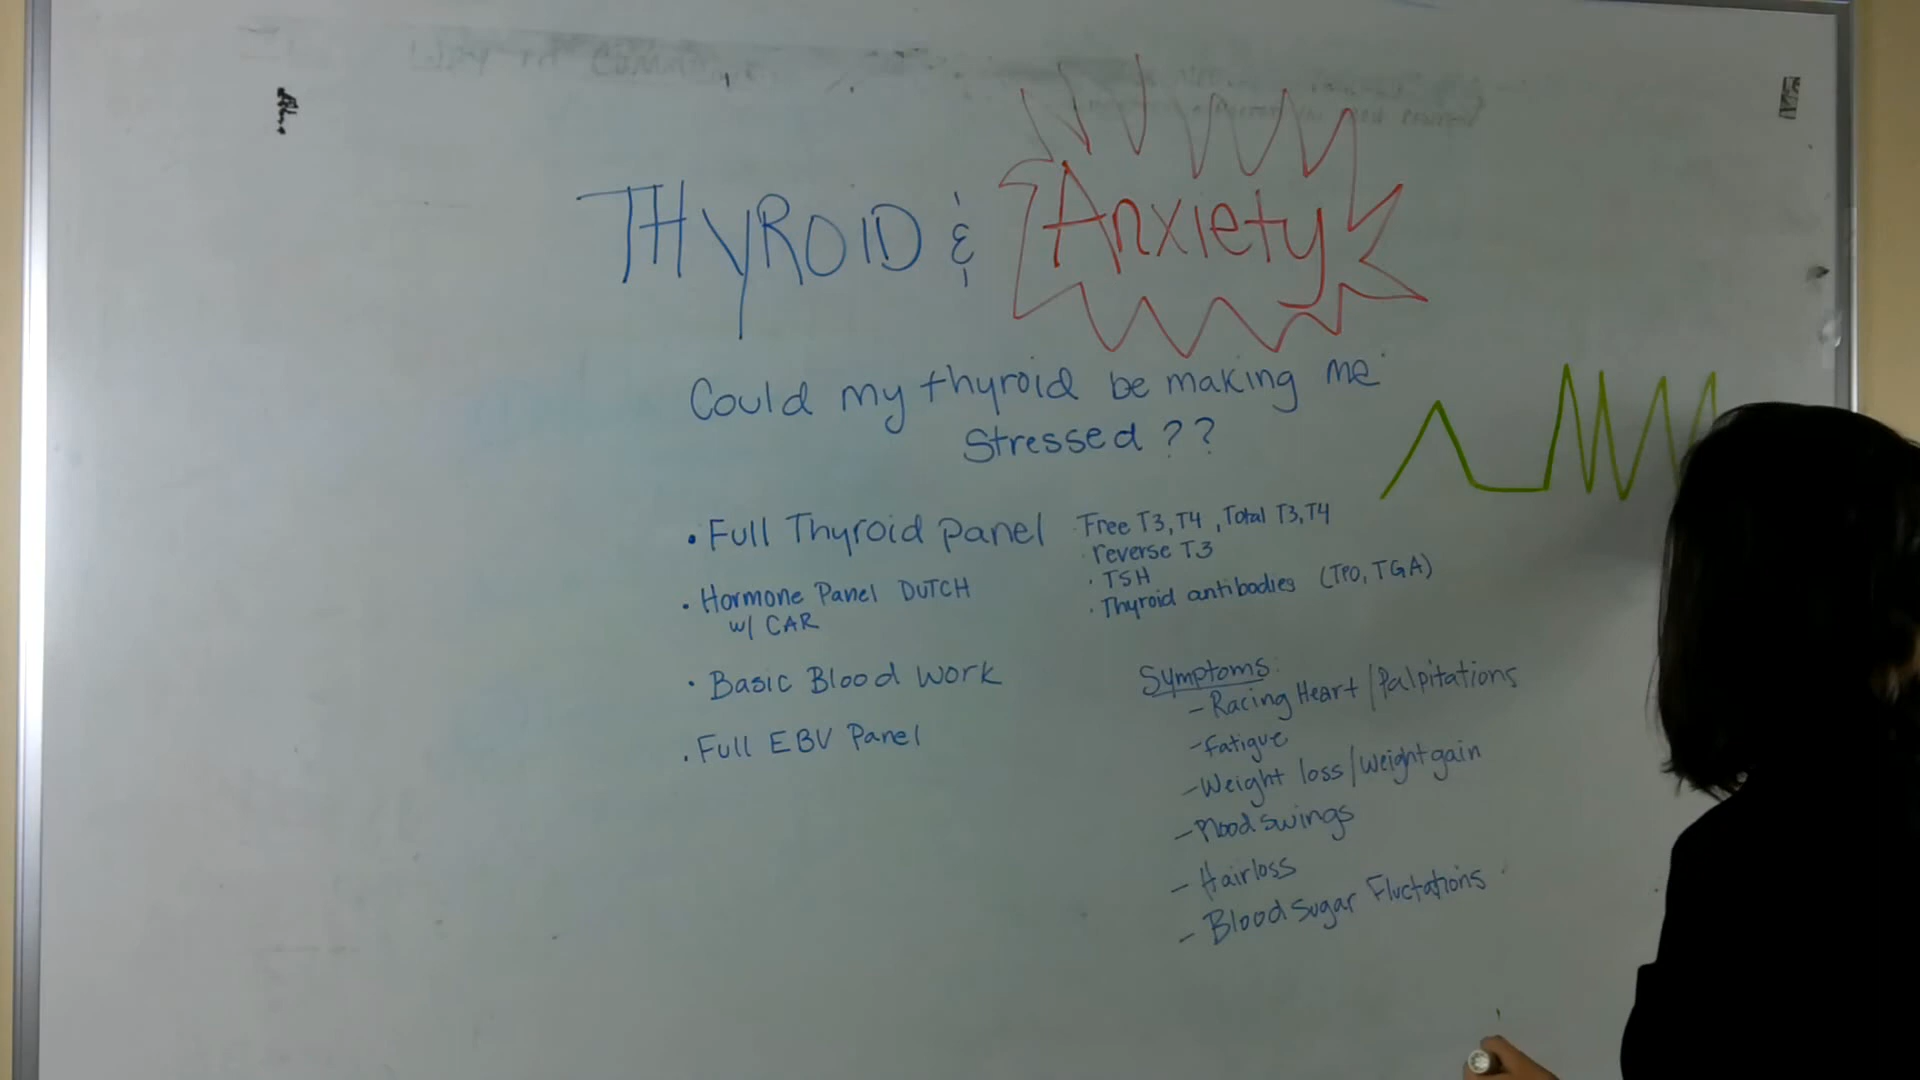 THYROID & Anxiety
Could my thyroid be making me
stressed ??
• Full Thyroid Panel
· Free T3, T4, Total T3, T4
· reverse T3
· TSH
· Thyroid antibodies (TPO, TGA)
• Hormone Panel DUTCH
w/ CAR
• Basic Blood Work
• Full EBV Panel
Symptoms:
- Racing Heart / Palpitations
- fatigue
- Weight loss / weight gain
- Mood swings
- Hairloss
- Blood sugar Fluctations